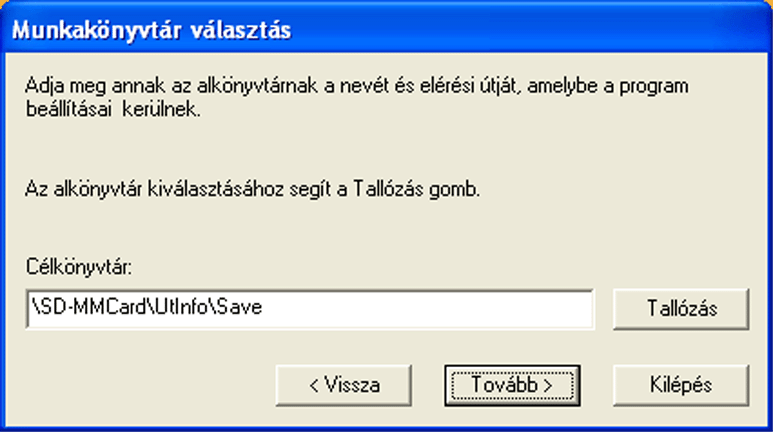 Munkakönyvtár választás
Adja meg annak az alkönyvtárnak a nevét és elérési útját, amelybe a program
beállításai kerülnek.
Az alkönyvtár kiválasztásához segít a Tallózás gomb.
Célkönyvtár:
\SD-MMCard\UtInfo\Save
Tallózás
< Vissza
Tovább >
Kilépés